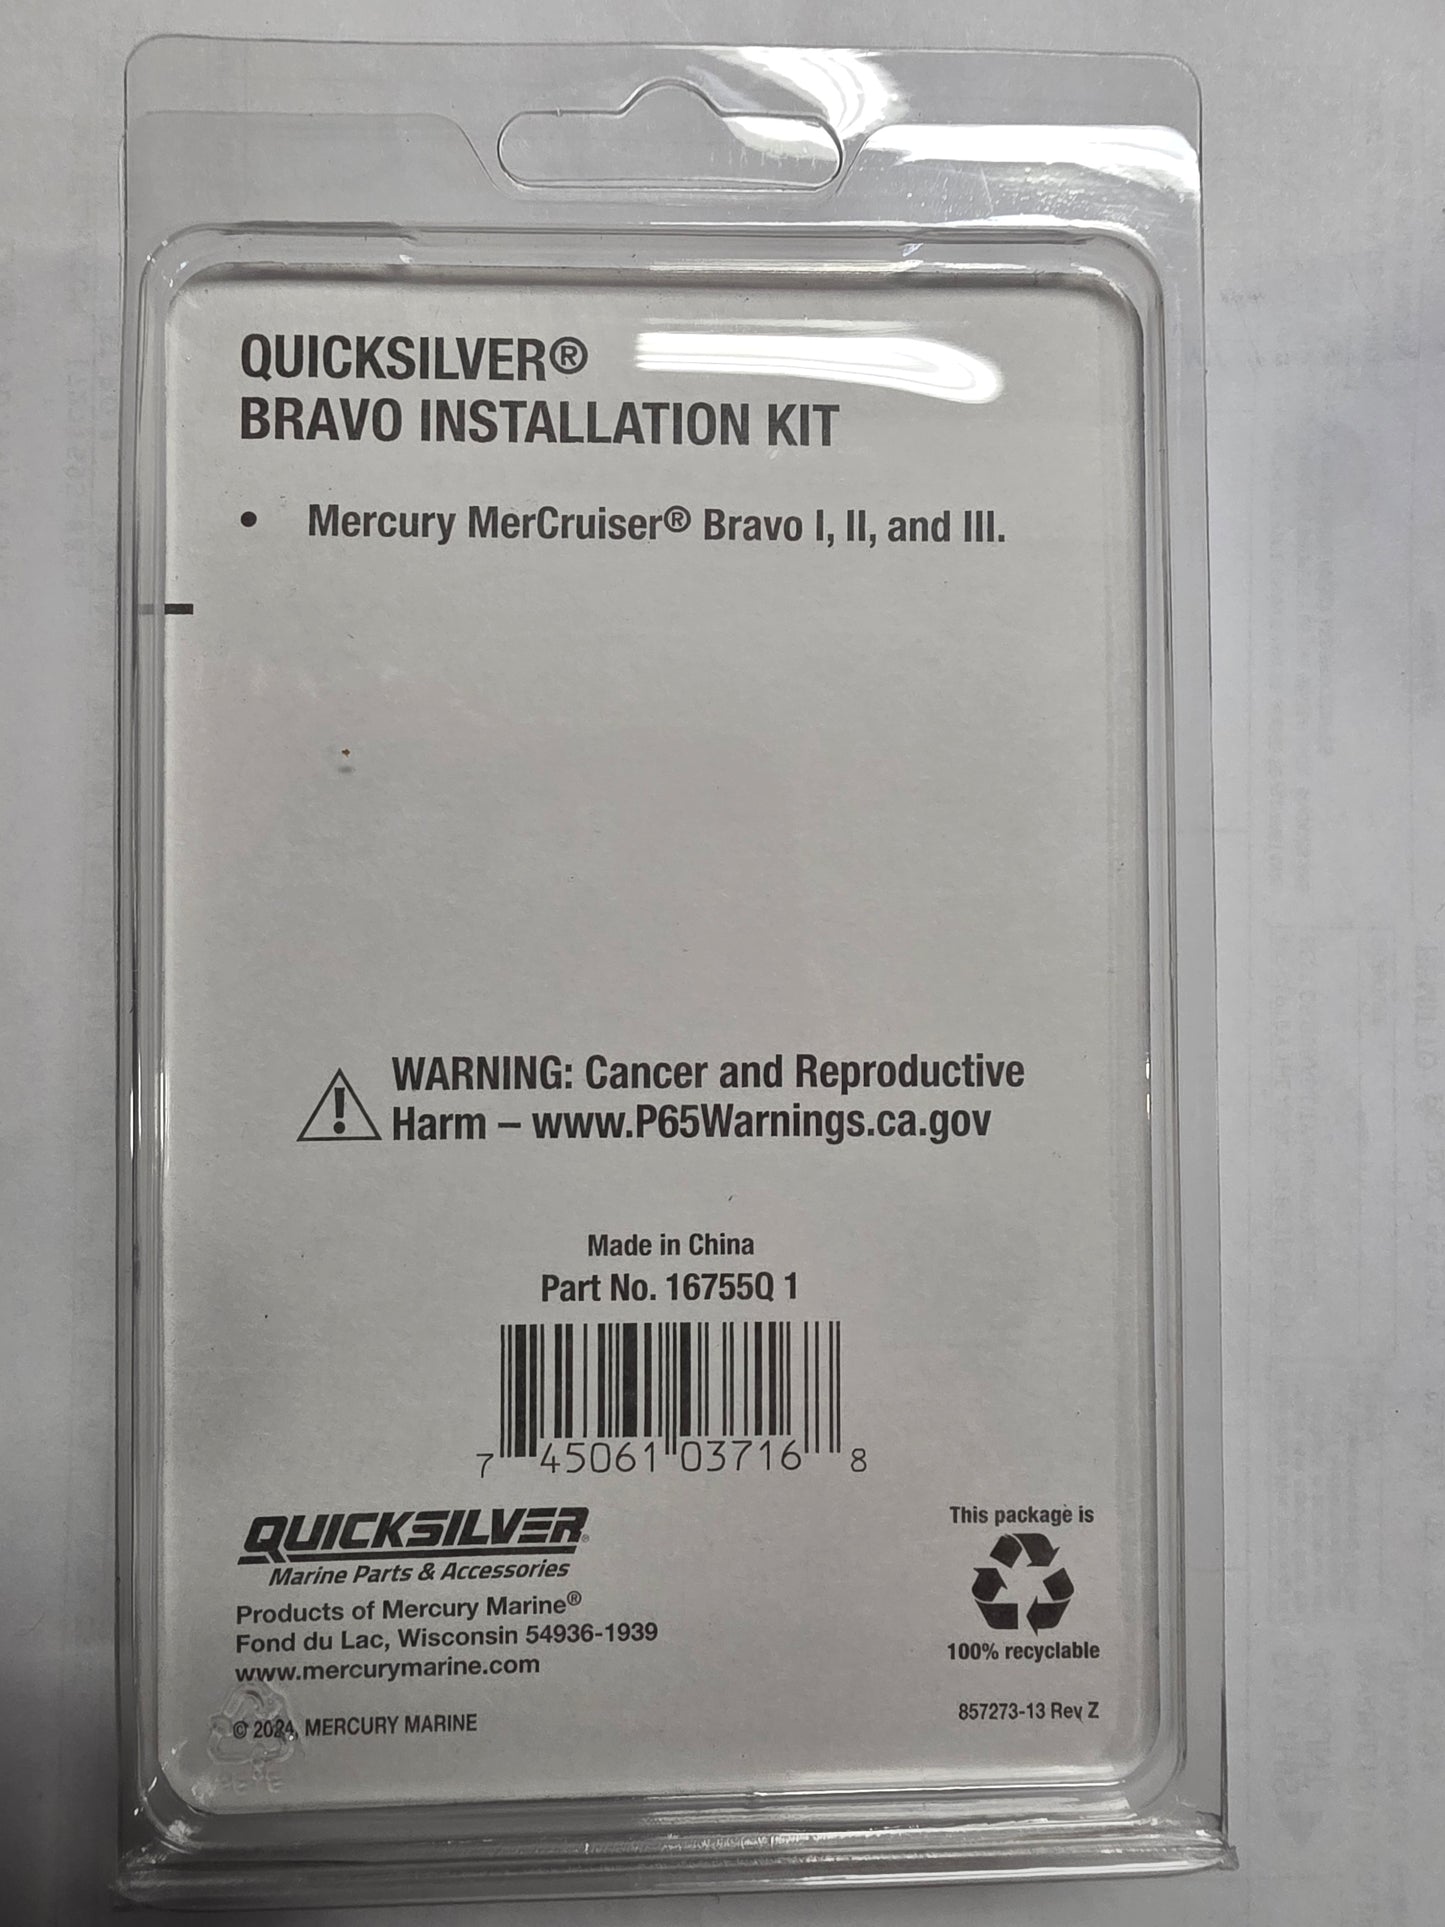 QUICKSILVER®
BRAVO INSTALLATION KIT
• Mercury MerCruiser® Bravo I, II, and III.
WARNING: Cancer and Reproductive
Harm – www.P65Warnings.ca.gov
Made in China
Part No. 16755Q 1
7 45061 03716 8
QUICKSILVER®
Marine Parts & Accessories
Products of Mercury Marine®
Fond du Lac, Wisconsin 54936-1939
www.mercurymarine.com
© 2024, MERCURY MARINE
This package is
100% recyclable
857273-13 Rev Z